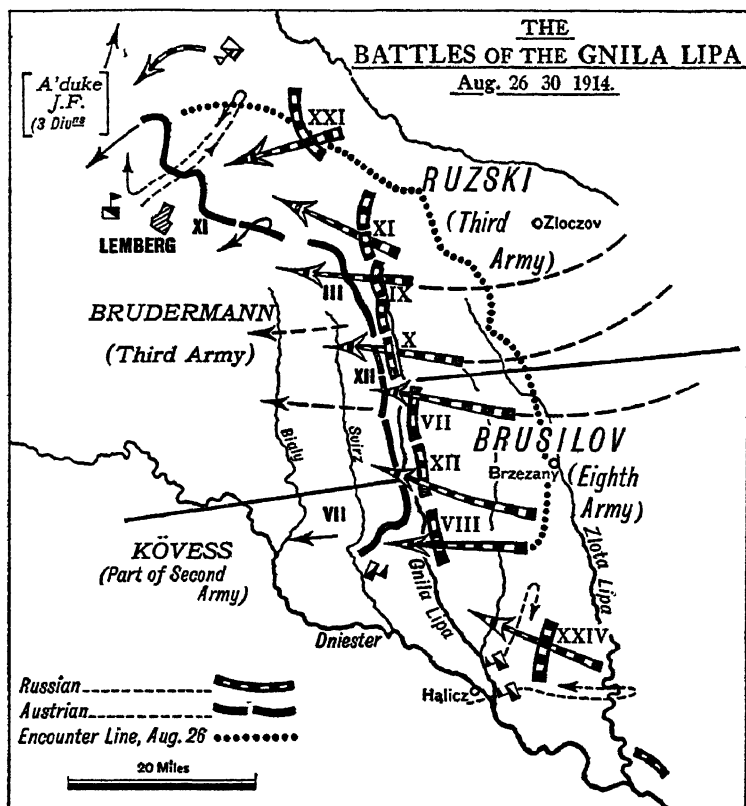 THE
BATTLES OF THE GNILA LIPA
Aug. 26 30 1914.
A'duke
J.F.
(3 Divns
XXI
RUZSKI
(Third
Army)
Zloczov
XI
LEMBERG
XI
III
IX
BRUDERMANN
(Third Army)
X
XII
VII
BRUSILOV
Brzezany
(Eighth
Army)
XII
Bialy
Swirz
VII
VIII
KÖVESS
(Part of Second
Army)
Gnila Lipa
Zlota Lipa
Dniester
XXIV
Halicz
Russian
Austrian
Encounter Line, Aug. 26
20 Miles